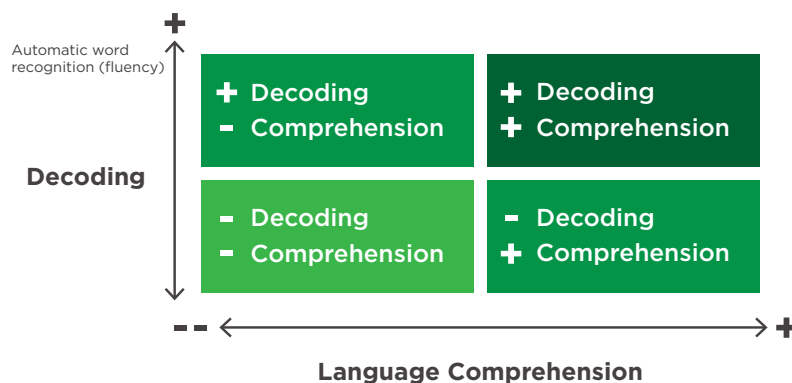 +
Automatic word
recognition (fluency)
+ Decoding
- Comprehension
+ Decoding
+ Comprehension
Decoding
- Decoding
- Comprehension
- Decoding
+ Comprehension
- -
+
Language Comprehension